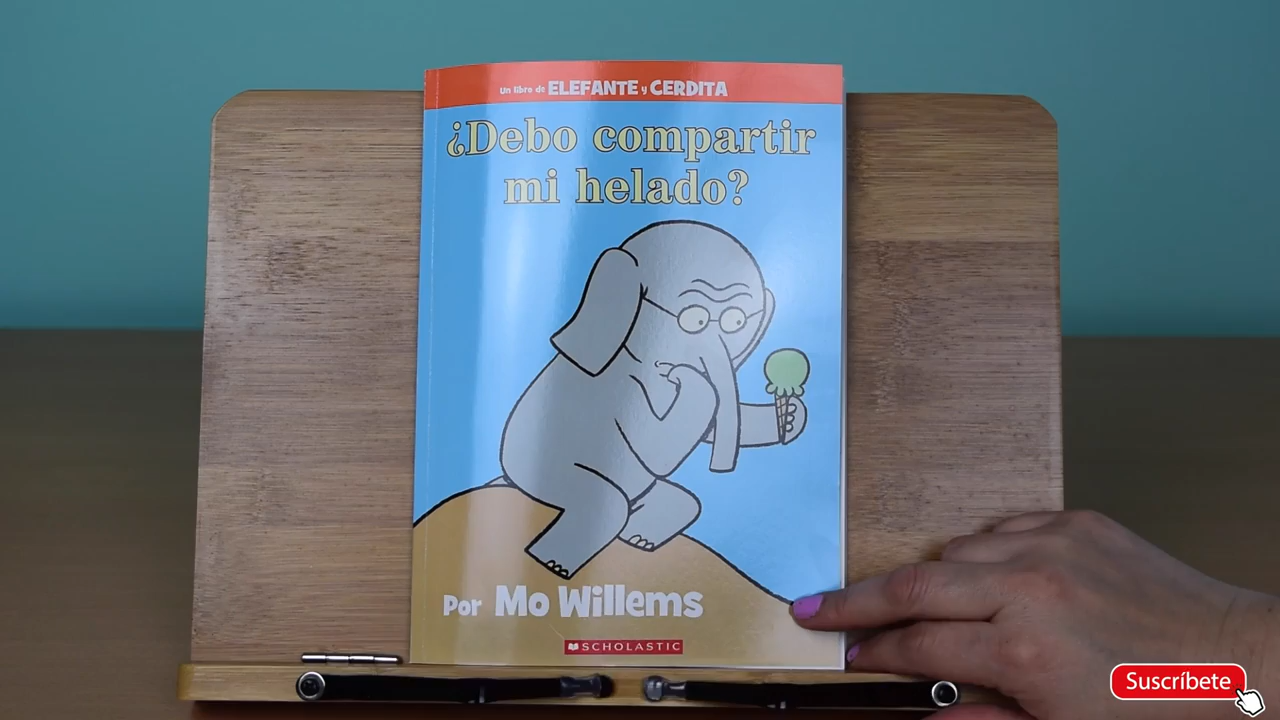 Un libro de ELEFANTE y CERDITA
¿Debo compartir
mi helado?
Por Mo Willems
SCHOLASTIC
Suscríbete